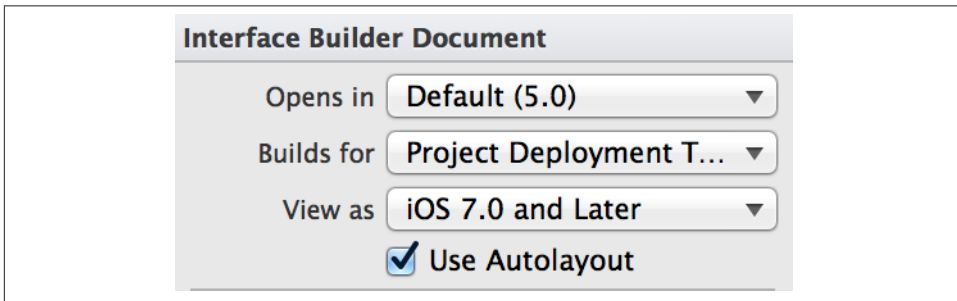 Interface Builder Document
Opens in Default (5.0)
Builds for Project Deployment T...
View as iOS 7.0 and Later
Use Autolayout